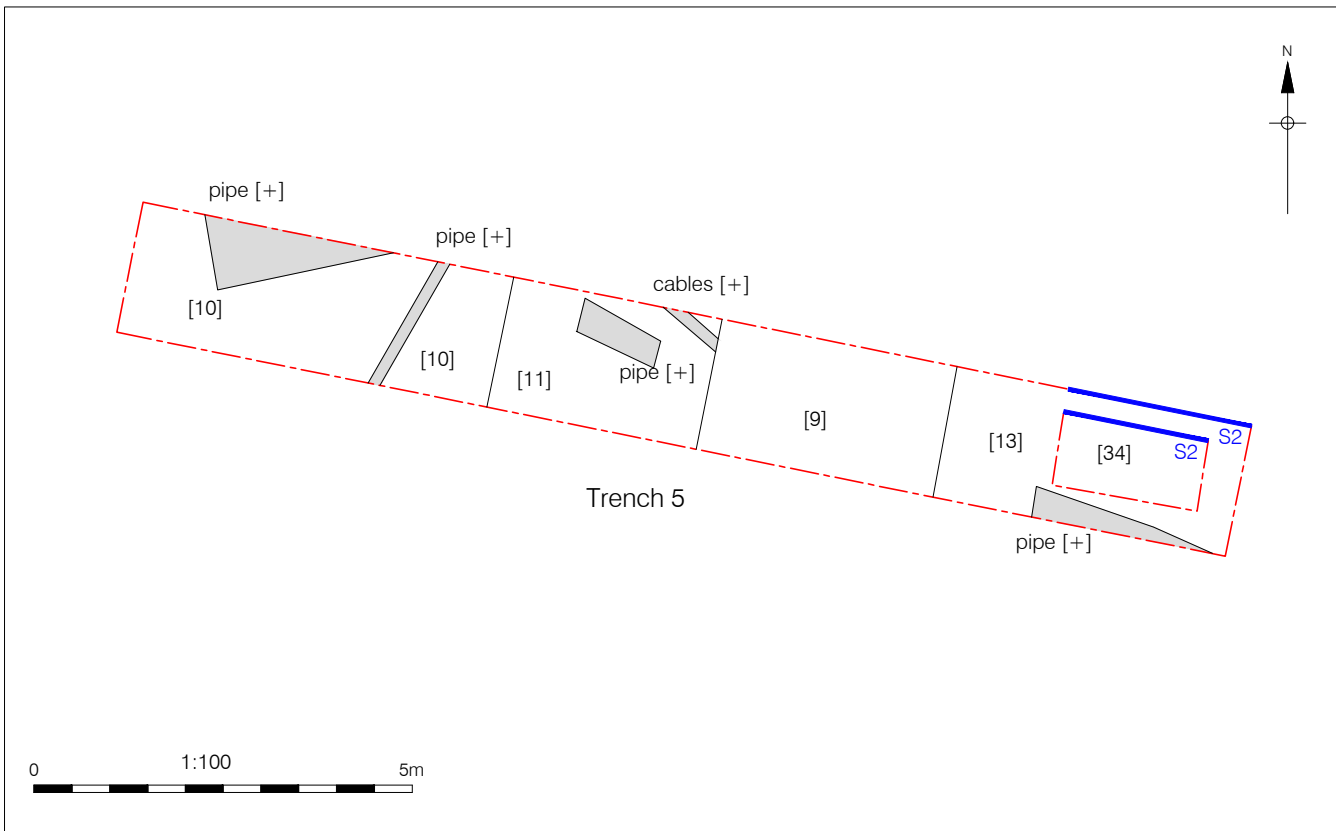 N
pipe [+]
pipe [+]
cables [+]
[10]
[10]
[11]
pipe [+]
[9]
[13]
[34]
S2
S2
Trench 5
pipe [+]
1:100
0 5m